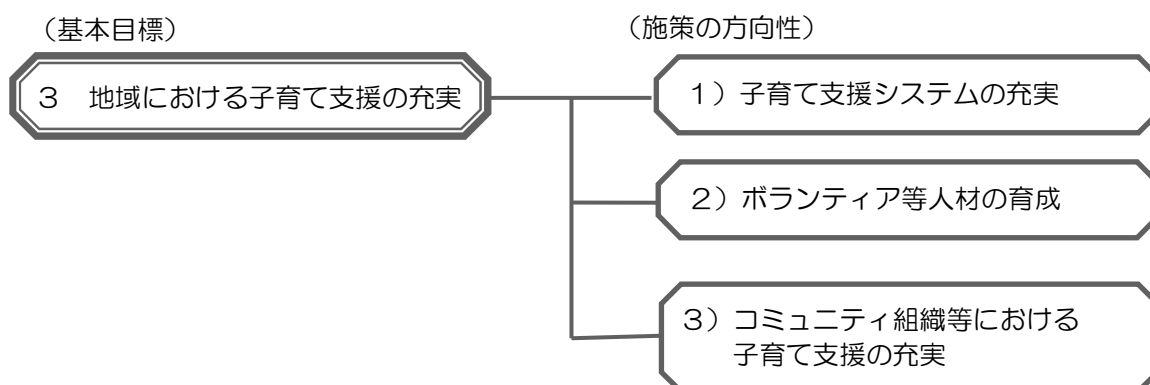 （基本目標）
（施策の方向性）
３　地域における子育て支援の充実
１）子育て支援システムの充実
２）ボランティア等人材の育成
３）コミュニティ組織等における
子育て支援の充実